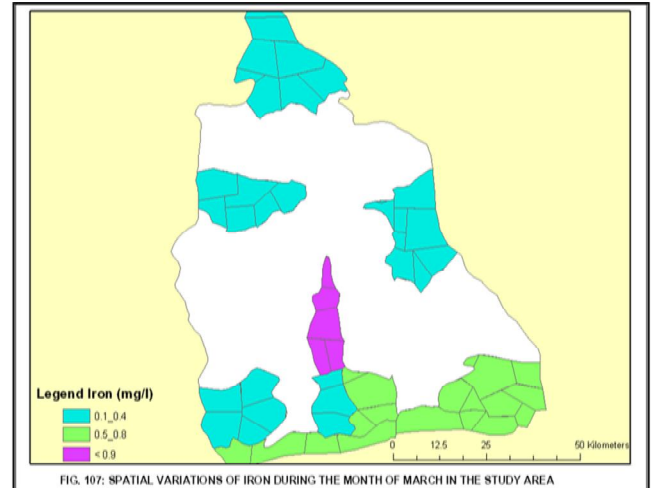 Legend Iron (mg/l)
0.1_0.4
0.5_0.8
<0.9
0 12.5 25 50 Kilometers
FIG. 107: SPATIAL VARIATIONS OF IRON DURING THE MONTH OF MARCH IN THE STUDY AREA